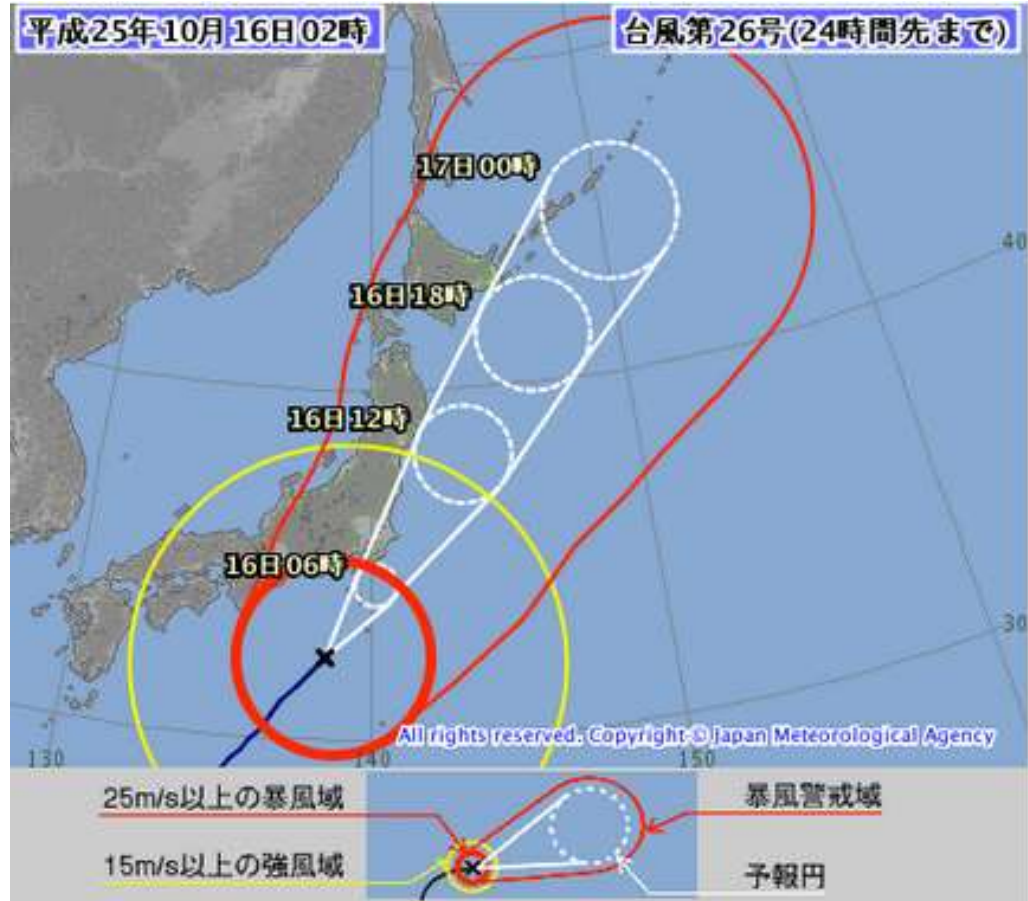 平成25年10月16日02時
台風第26号(24時間先まで)
17日 00時
40
16日 18時
16日 12時
16日 06時
30
All rights reserved. Copyright © Japan Meteorological Agency
130
140
150
25m/s以上の暴風域
暴風警戒域
15m/s以上の強風域
予報円